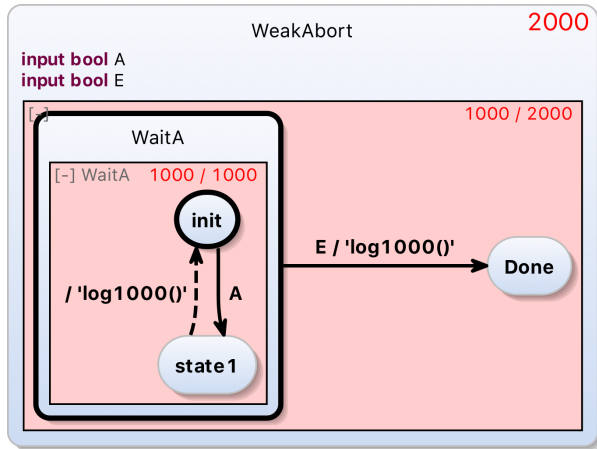 WeakAbort
2000
input bool A
input bool E
[-]
1000 / 2000
WaitA
[-] WaitA 1000 / 1000
init
E / 'log1000()'
Done
/ 'log1000()'
A
state1